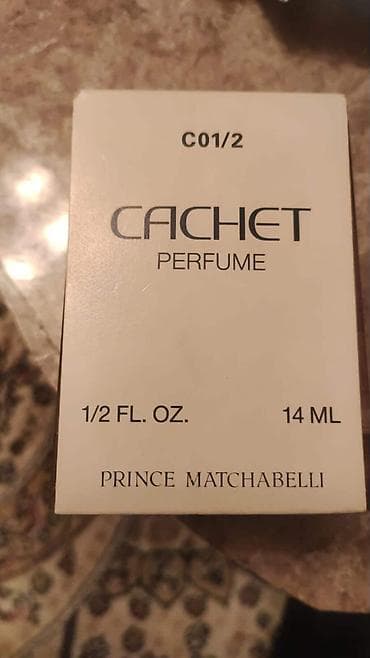 C01/2
CACHET
PERFUME
1/2 FL. OZ. 14 ML
PRINCE MATCHABELLI